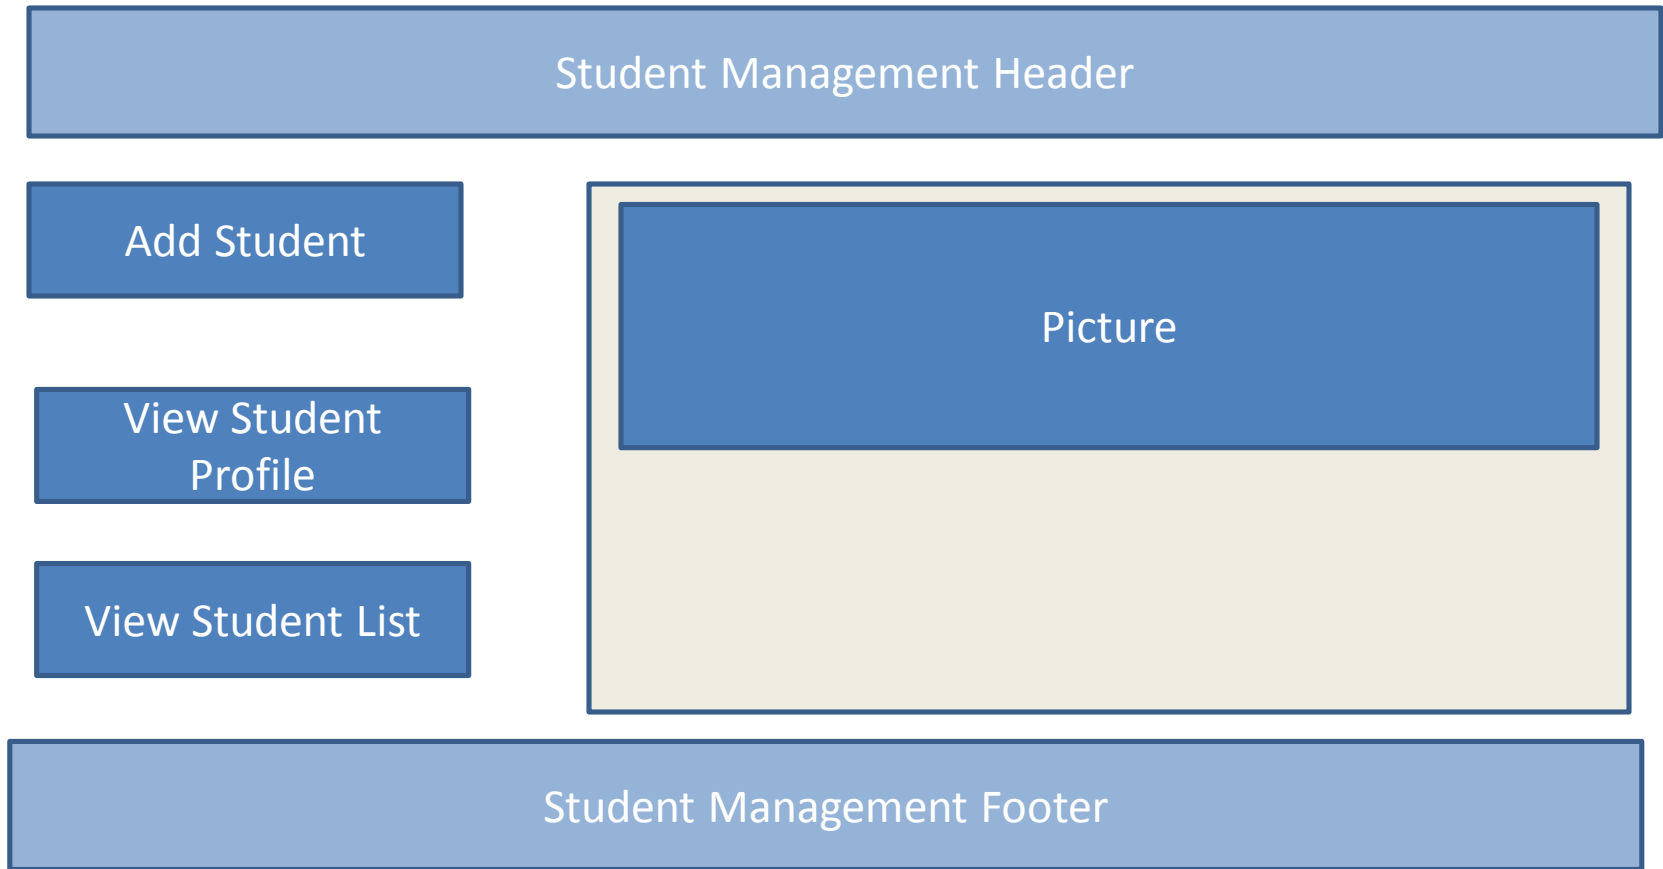 Student Management Header
Add Student
Picture
View Student
Profile
View Student List
Student Management Footer